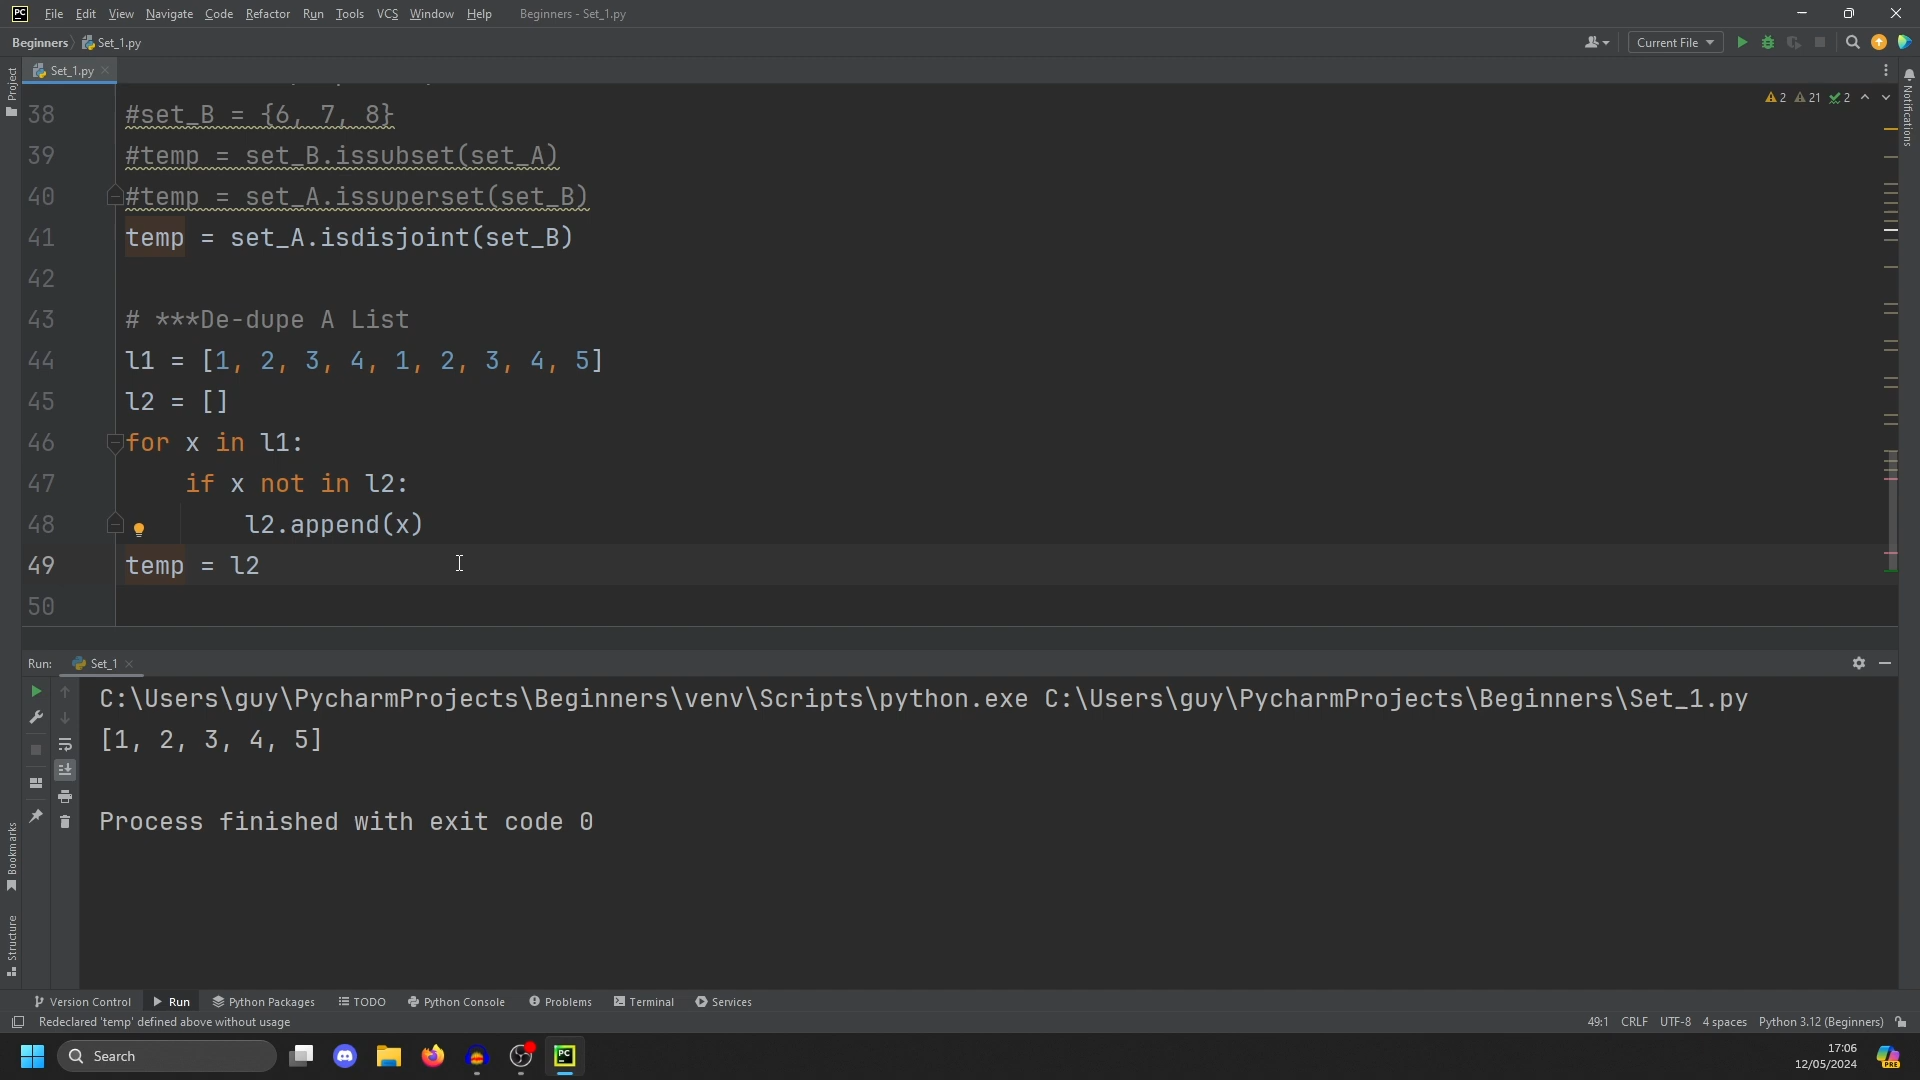 PC File Edit View Navigate Code Refactor Run Tools VCS Window Help Beginners - Set_1.py
Beginners Set_1.py Current File
Project Set_1.py
Notifications
2 21 2
38 #set_B = {6, 7, 8}
39 #temp = set_B.issubset(set_A)
40 #temp = set_A.issuperset(set_B)
41 temp = set_A.isdisjoint(set_B)
42
43 # ***De-dupe A List
44 l1 = [1, 2, 3, 4, 1, 2, 3, 4, 5]
45 l2 = []
46 for x in l1:
47 if x not in l2:
48 l2.append(x)
49 temp = l2
50
Run: Set_1
C:\Users\guy\PycharmProjects\Beginners\venv\Scripts\python.exe C:\Users\guy\PycharmProjects\Beginners\Set_1.py
[1, 2, 3, 4, 5]
Process finished with exit code 0
Bookmarks
Structure
Version Control Run Python Packages TODO Python Console Problems Terminal Services
Redeclared 'temp' defined above without usage 49:1 CRLF UTF-8 4 spaces Python 3.12 (Beginners)
Search PC 17:06
12/05/2024 PRE